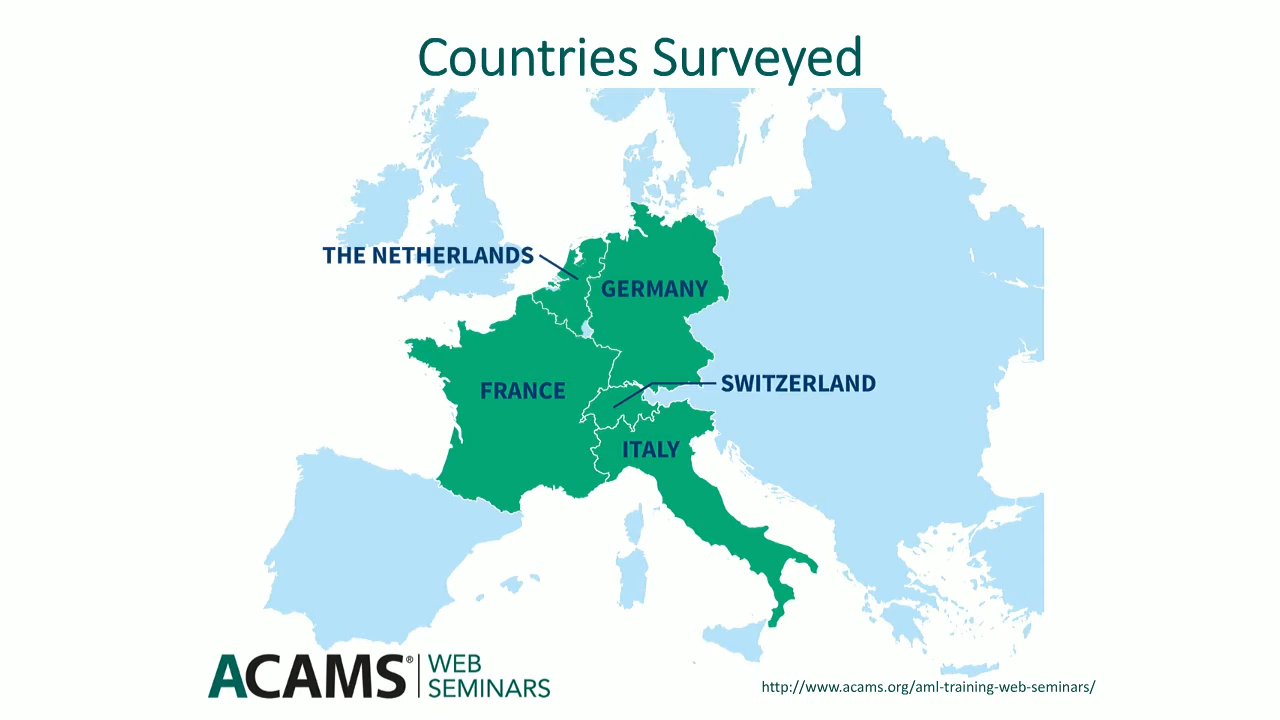 Countries Surveyed
THE NETHERLANDS
GERMANY
FRANCE
SWITZERLAND
ITALY
ACAMS® WEB SEMINARS
http://www.acams.org/aml-training-web-seminars/